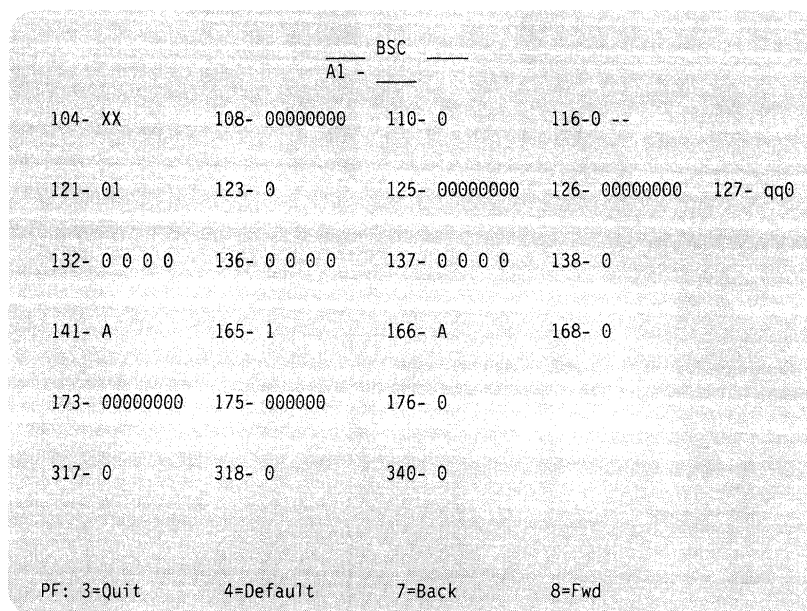 ____ BSC ____
A1 - ____
104- XX 108- 00000000 110- 0 116-0 --
121- 01 123- 0 125- 00000000 126- 00000000 127- qq0
132- 0 0 0 0 136- 0 0 0 0 137- 0 0 0 0 138- 0
141- A 165- 1 166- A 168- 0
173- 00000000 175- 000000 176- 0
317- 0 318- 0 340- 0
PF: 3=Quit 4=Default 7=Back 8=Fwd